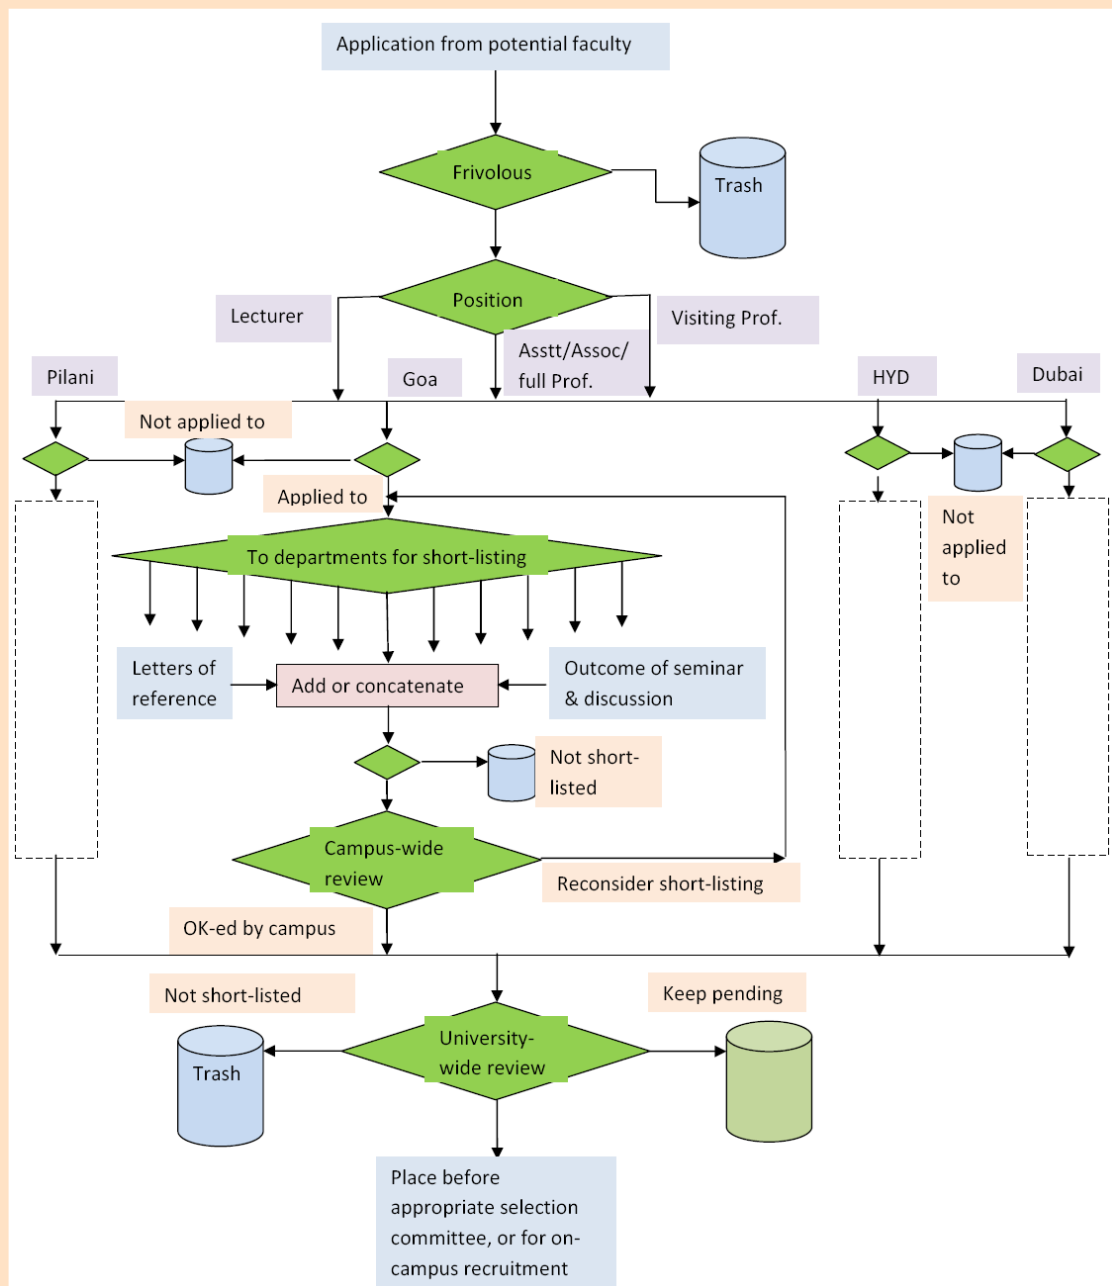 Application from potential faculty
Frivolous
Trash
Position
Lecturer
Visiting Prof.
Asstt/Assoc/
full Prof.
Pilani
Goa
HYD
Dubai
Not applied to
Applied to
Not
applied
to
To departments for short-listing
Letters of
reference
Add or concatenate
Outcome of seminar
& discussion
Not short-
listed
Campus-wide
review
Reconsider short-listing
OK-ed by campus
Not short-listed
Keep pending
University-
wide review
Trash
Place before
appropriate selection
committee, or for on-
campus recruitment